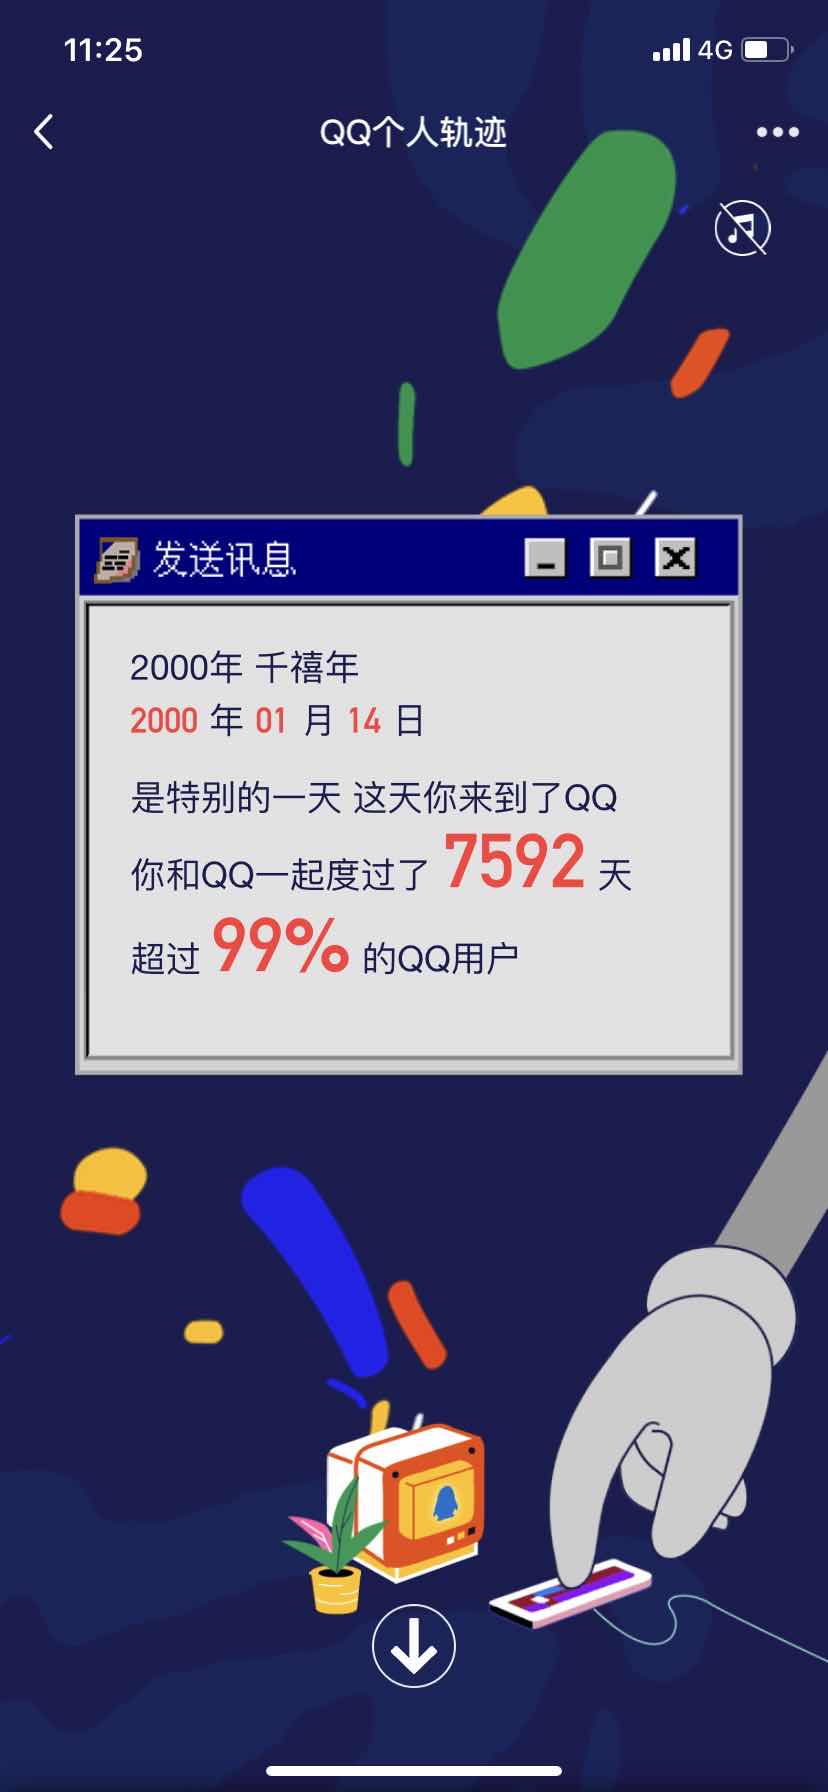 11:25
4G
QQ个人轨迹
发送讯息
2000年 千禧年
2000 年 01 月 14 日
是特别的一天 这天你来到了QQ
你和QQ一起度过了 7592 天
超过 99% 的QQ用户